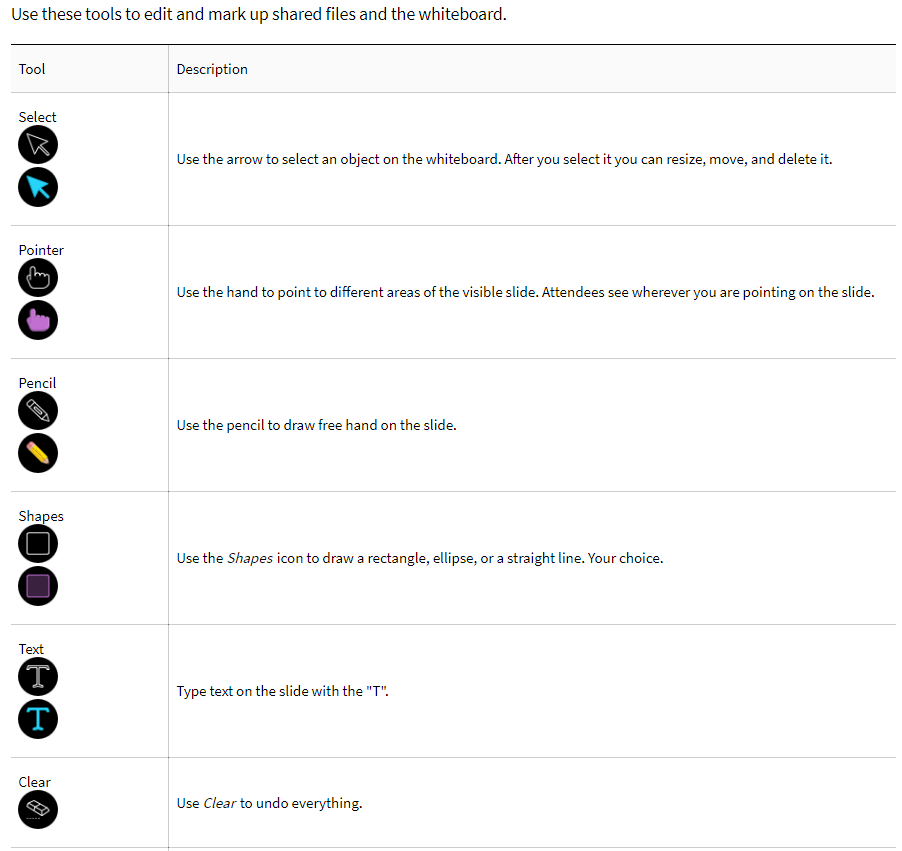 Use these tools to edit and mark up shared files and the whiteboard.
Tool
Description
Select
Use the arrow to select an object on the whiteboard. After you select it you can resize, move, and delete it.
Pointer
Use the hand to point to different areas of the visible slide. Attendees see wherever you are pointing on the slide.
Pencil
Use the pencil to draw free hand on the slide.
Shapes
Use the Shapes icon to draw a rectangle, ellipse, or a straight line. Your choice.
Text
T
T
Type text on the slide with the "T".
Clear
Use Clear to undo everything.